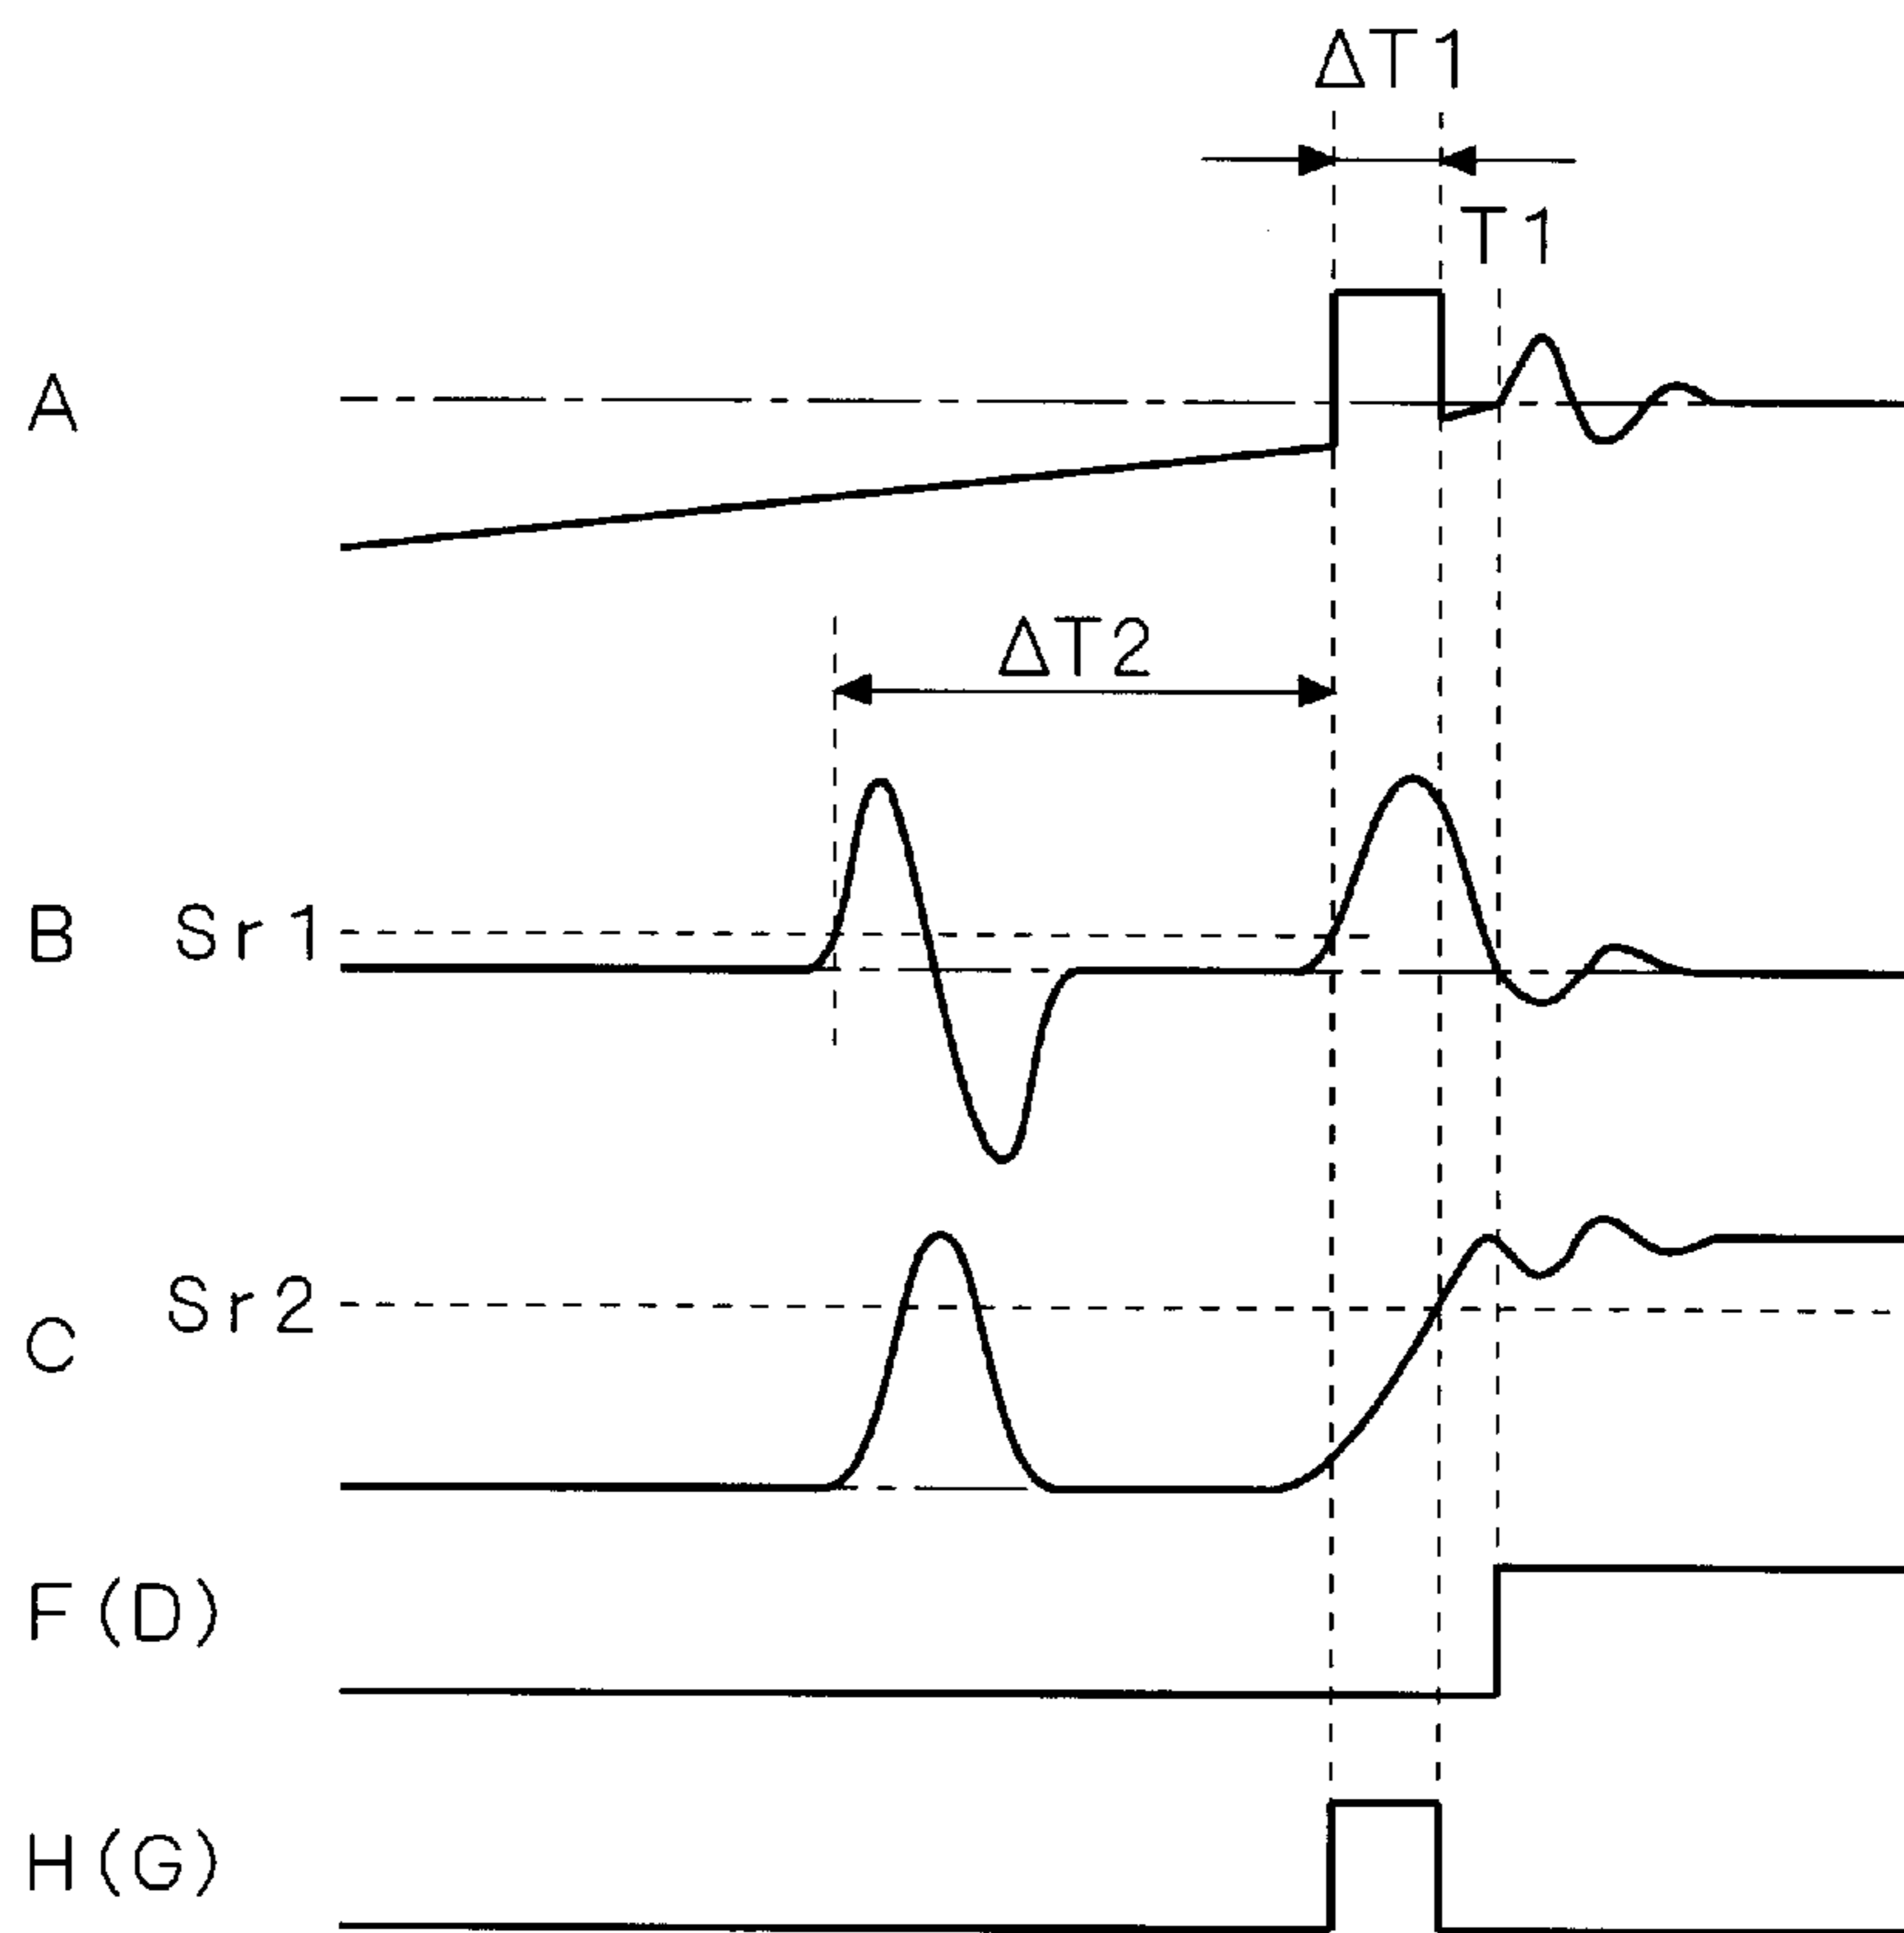 ΔT1
T1
A
ΔT2
B Sr1
Sr2
C
F(D)
H(G)